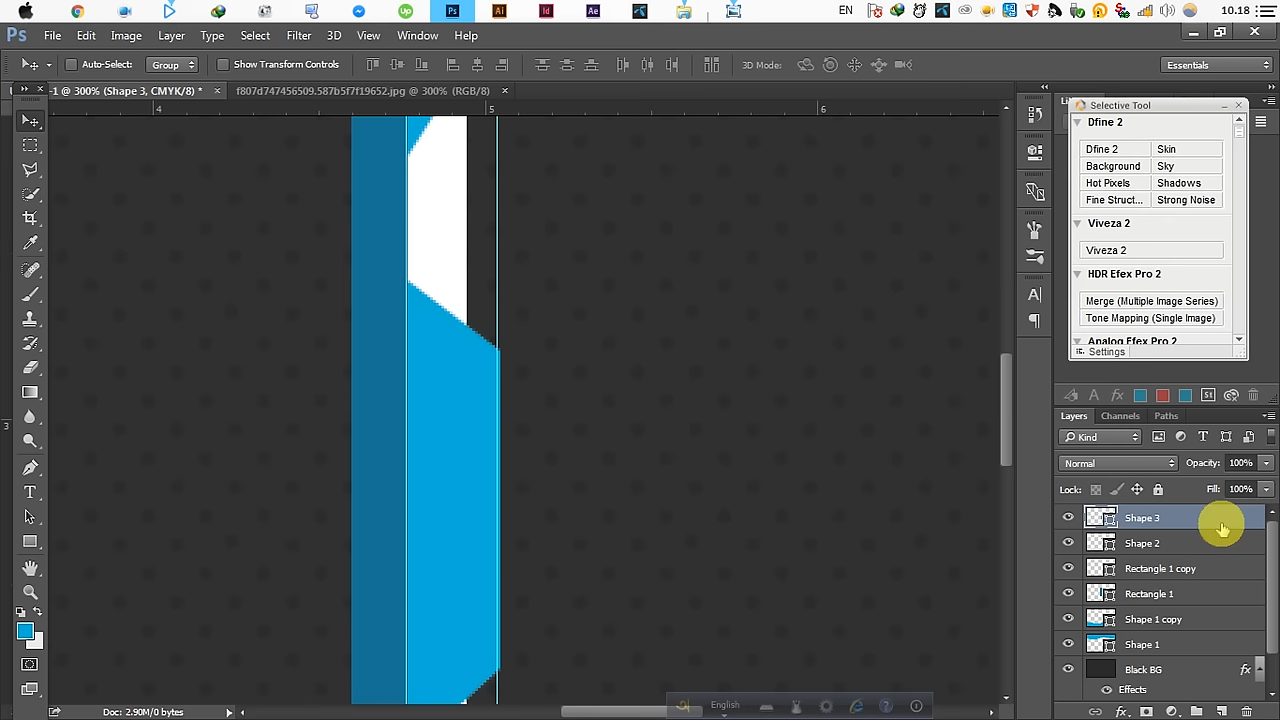 EN 10.18
Ps File Edit Image Layer Type Select Filter 3D View Window Help
Auto-Select: Group Show Transform Controls 3D Mode: Essentials
-1 @ 300% (Shape 3, CMYK/8) * × f807d747456509.587b5f7f19652.jpg @ 300% (RGB/8) ×
4 5 6
3
Selective Tool
Dfine 2
Dfine 2 Skin
Background Sky
Hot Pixels Shadows
Fine Struct... Strong Noise
Viveza 2
Viveza 2
HDR Efex Pro 2
Merge (Multiple Image Series)
Tone Mapping (Single Image)
Analog Efex Pro 2
Settings
Layers Channels Paths
Kind
Normal Opacity: 100%
Lock: Fill: 100%
Shape 3
Shape 2
Rectangle 1 copy
Rectangle 1
Shape 1 copy
Shape 1
Black BG fx
Effects
English
Doc: 2.90M/0 bytes